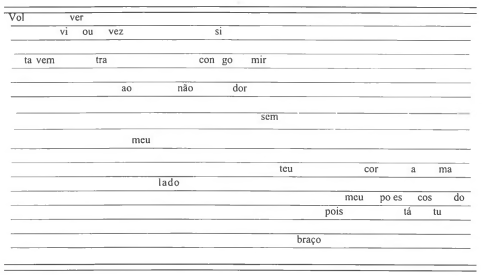 Vol ver
vi ou vez si
ta vem tra con go mir
ao não dor
sem
meu
teu cor a ma
lado
meu po es cos do
pois tá tu
braço